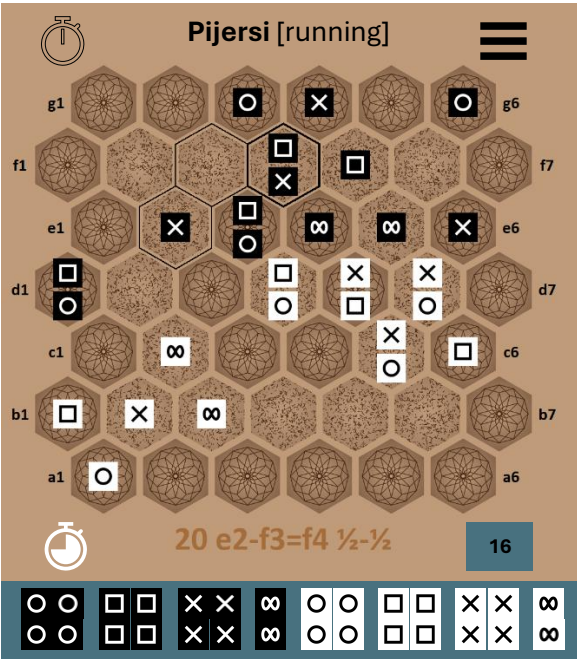 Pijersi [running]
g1 g6
f1 f7
e1 e6
d1 d7
c1 c6
b1 b7
a1 a6
20 e2-f3=f4 ½-½
16